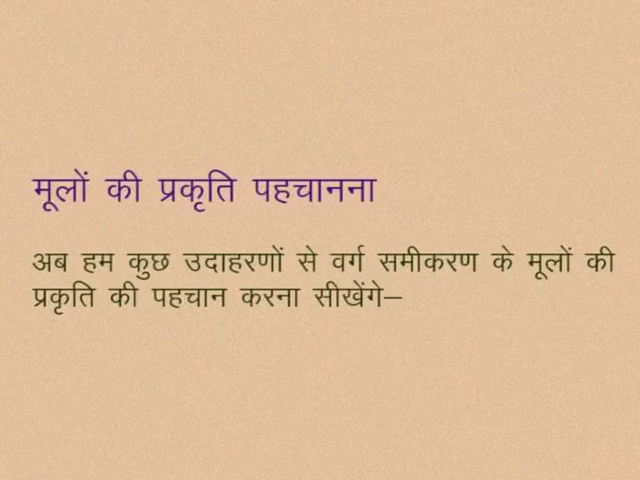 मूलों की प्रकृति पहचानना
अब हम कुछ उदाहरणों से वर्ग समीकरण के मूलों की
प्रकृति की पहचान करना सीखेंगे–